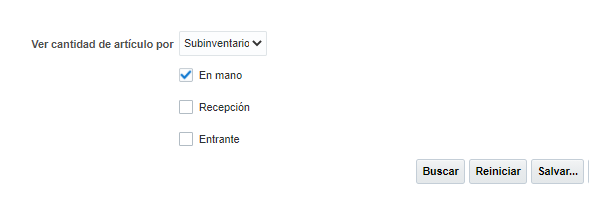 Ver cantidad de artículo por Subinventario
En mano
Recepción
Entrante
Buscar Reiniciar Salvar...